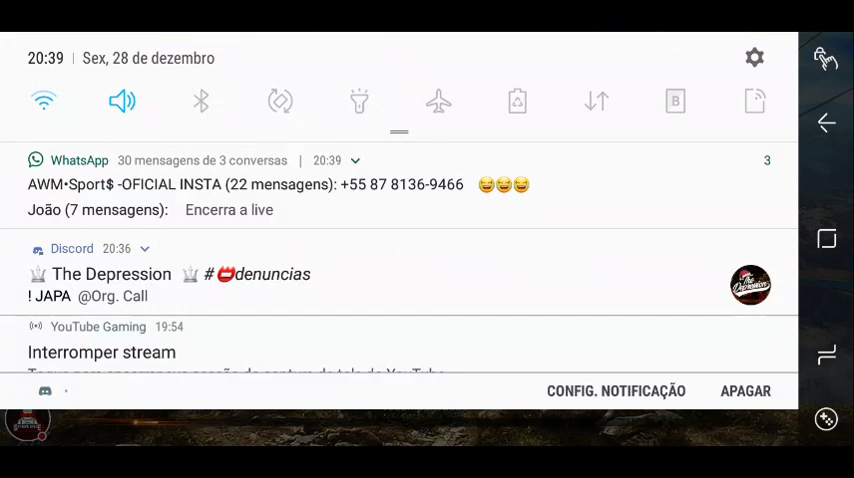 20:39 | Sex, 28 de dezembro
B
WhatsApp 30 mensagens de 3 conversas | 20:39 3
AWM•Sport$ -OFICIAL INSTA (22 mensagens): +55 87 8136-9466 😆😆😆
João (7 mensagens): Encerra a live
Discord 20:36
The Depression # denuncias
! JAPA @Org. Call
The Depression
YouTube Gaming 19:54
Interromper stream
CONFIG. NOTIFICAÇÃO APAGAR